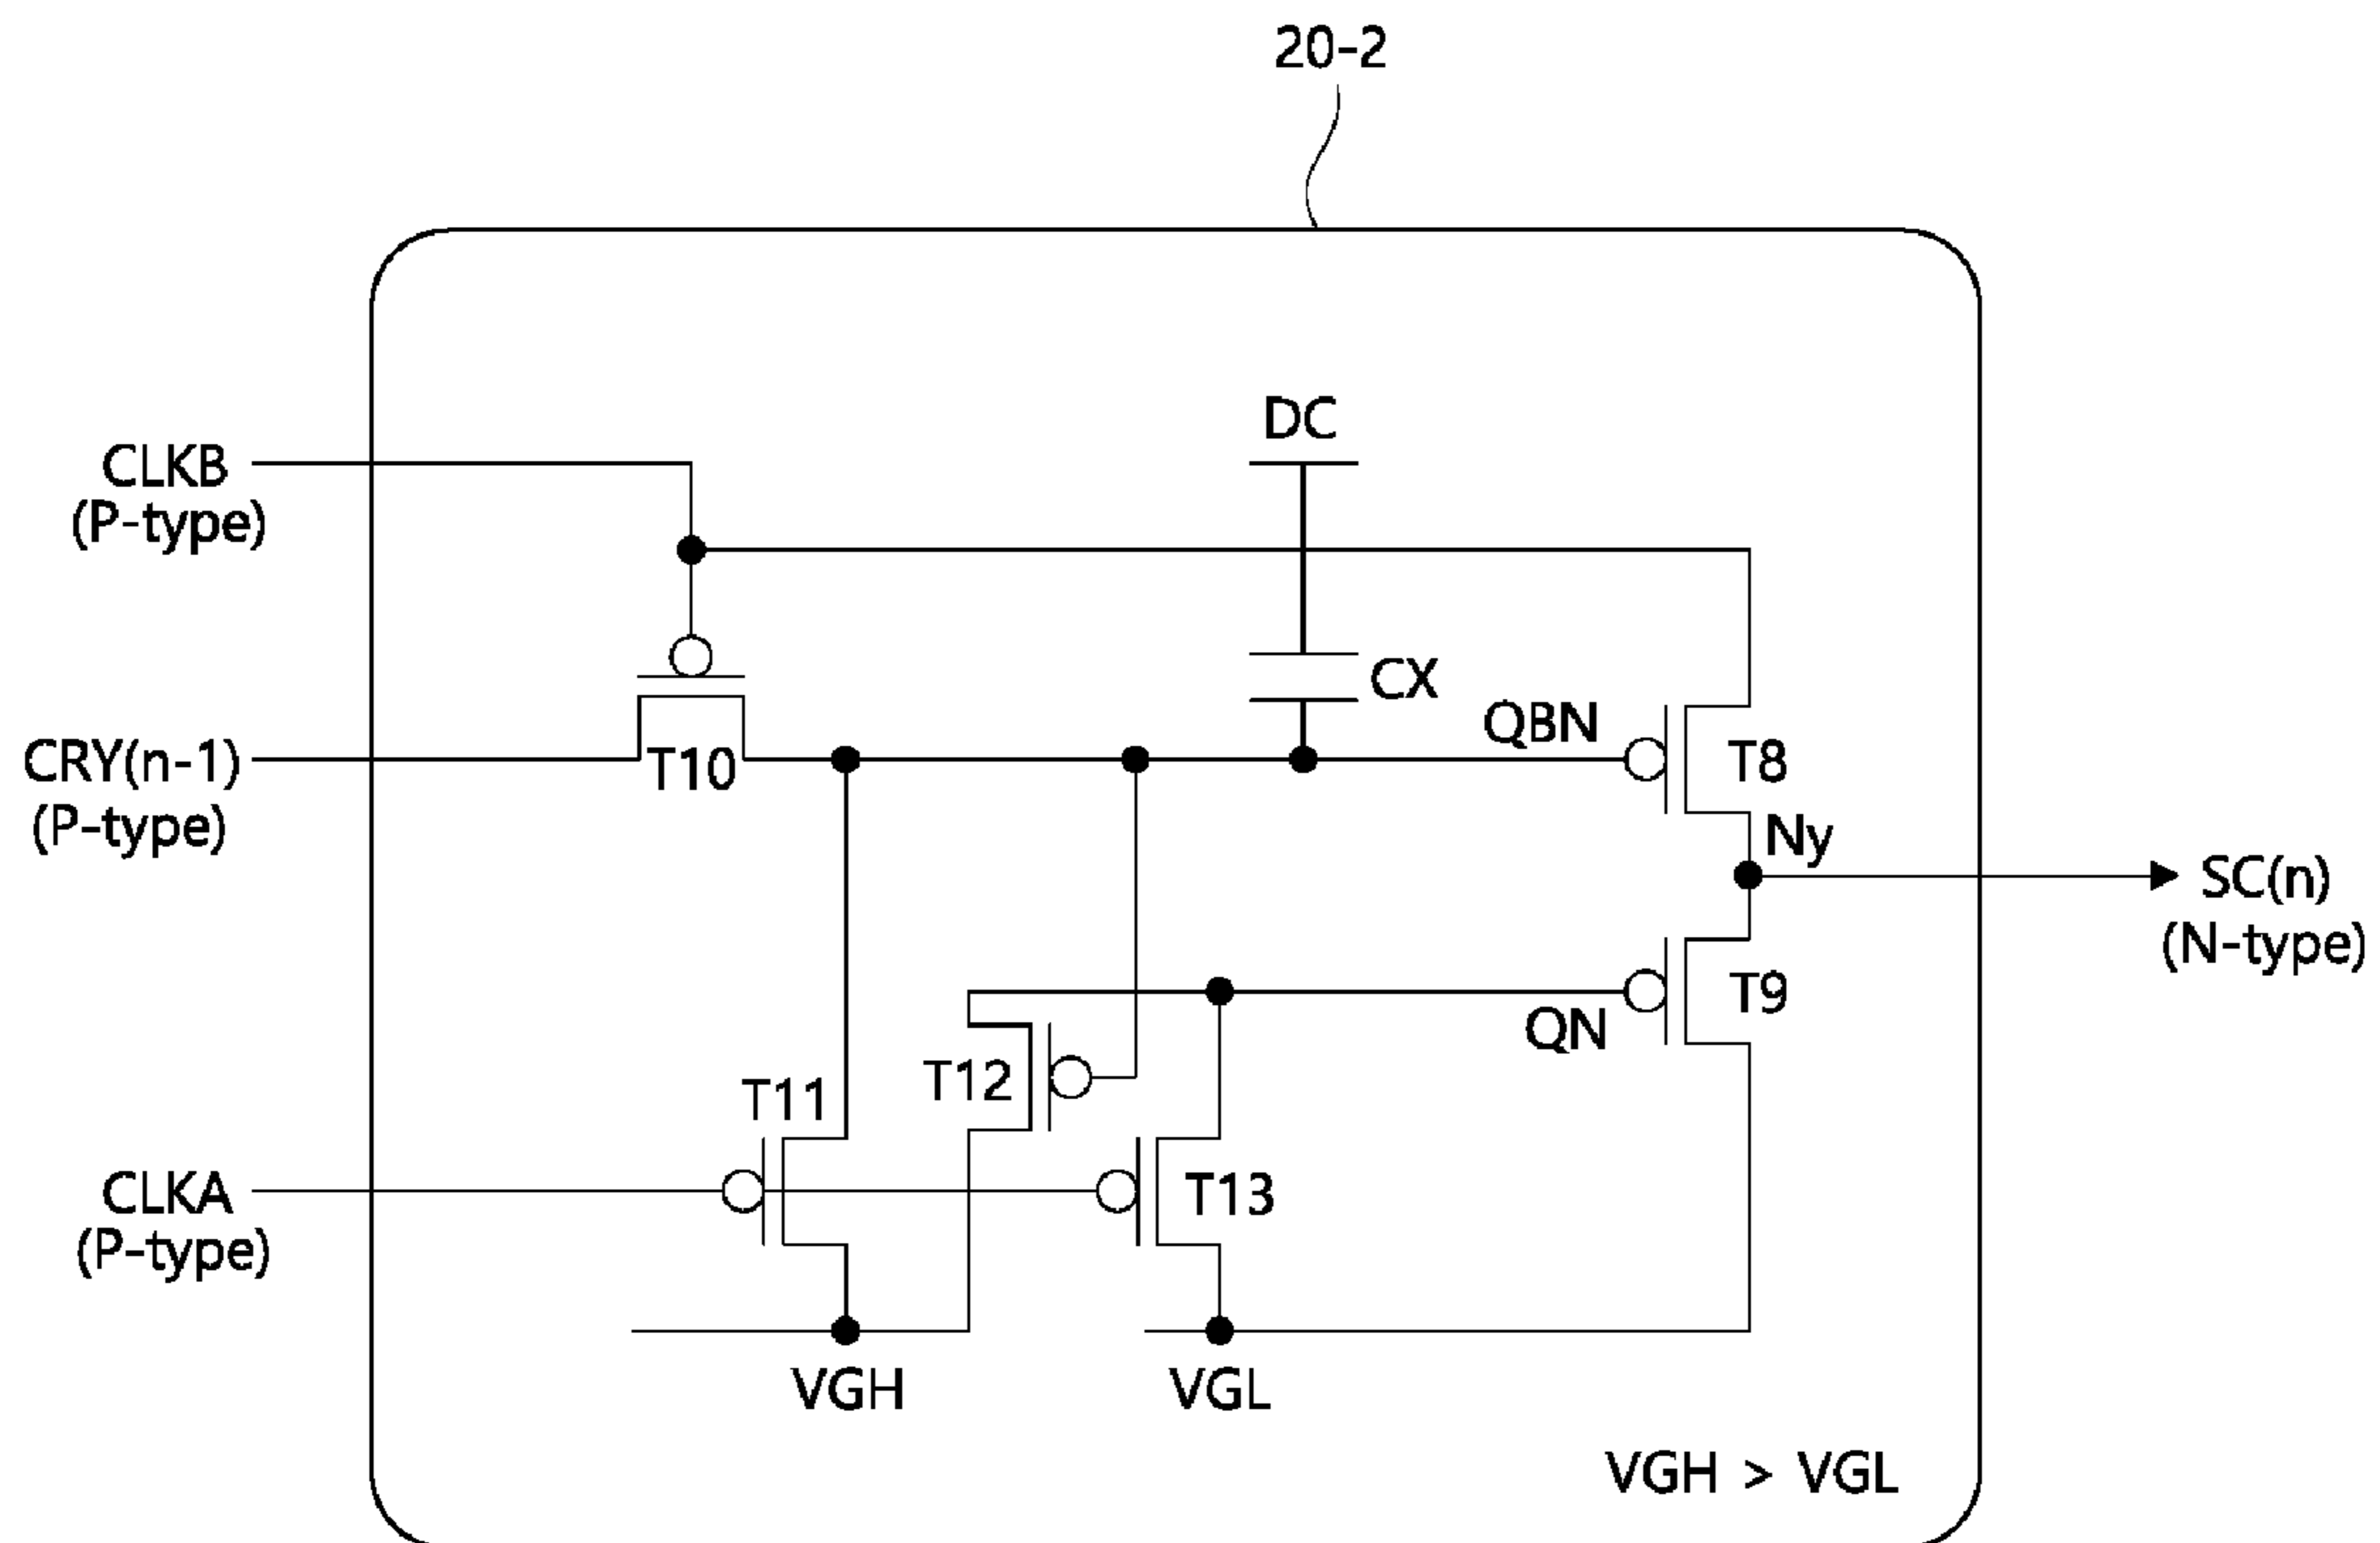 20-2
DC
CLKB
(P-type)
CX
QBN
CRY(n-1)
(P-type)
T10
T8
Ny
SC(n)
(N-type)
T9
QN
T12
T11
CLKA
(P-type)
T13
VGH
VGL
VGH > VGL